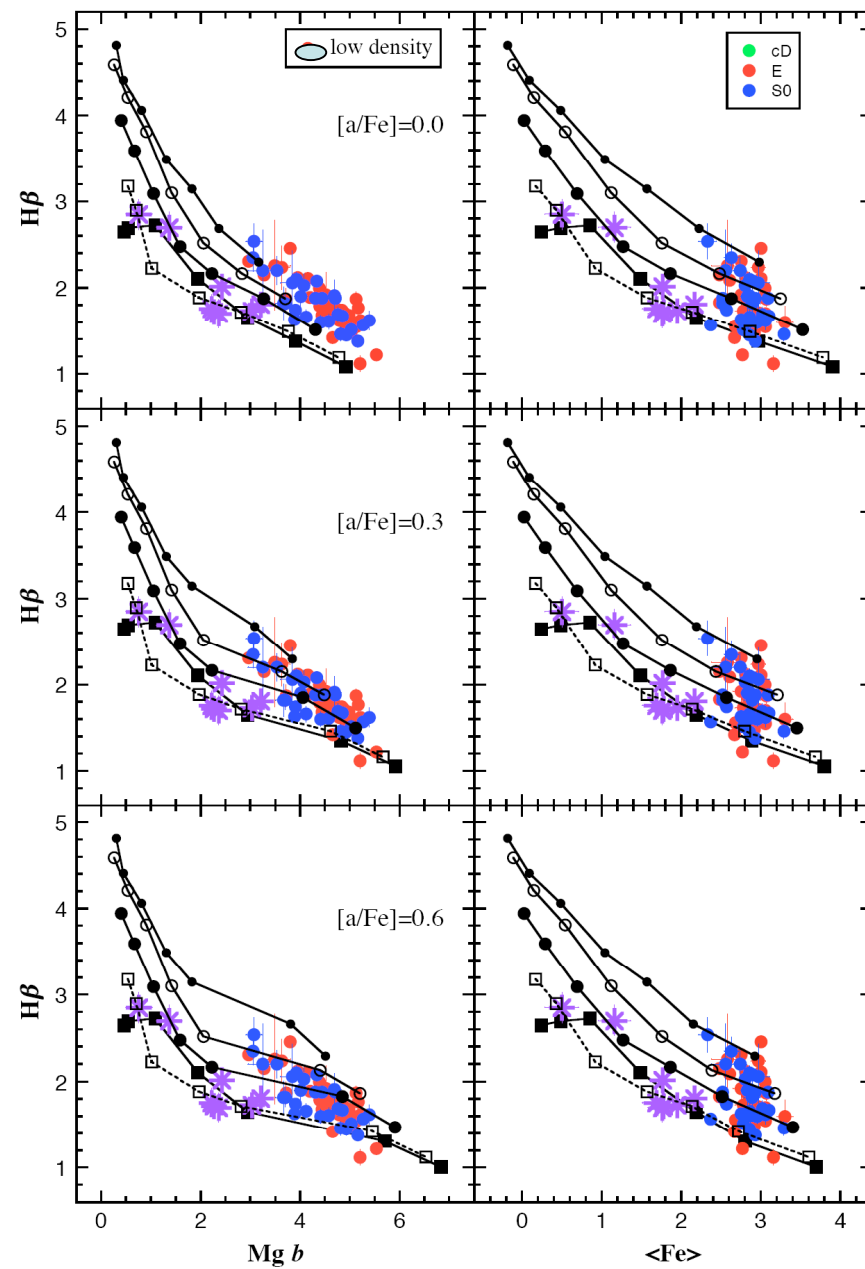 low density
cD
E
S0
[a/Fe]=0.0
Hβ
5
4
3
2
1
[a/Fe]=0.3
Hβ
5
4
3
2
1
[a/Fe]=0.6
Hβ
5
4
3
2
1
0 2 4 6
0 1 2 3 4
Mg b
<Fe>